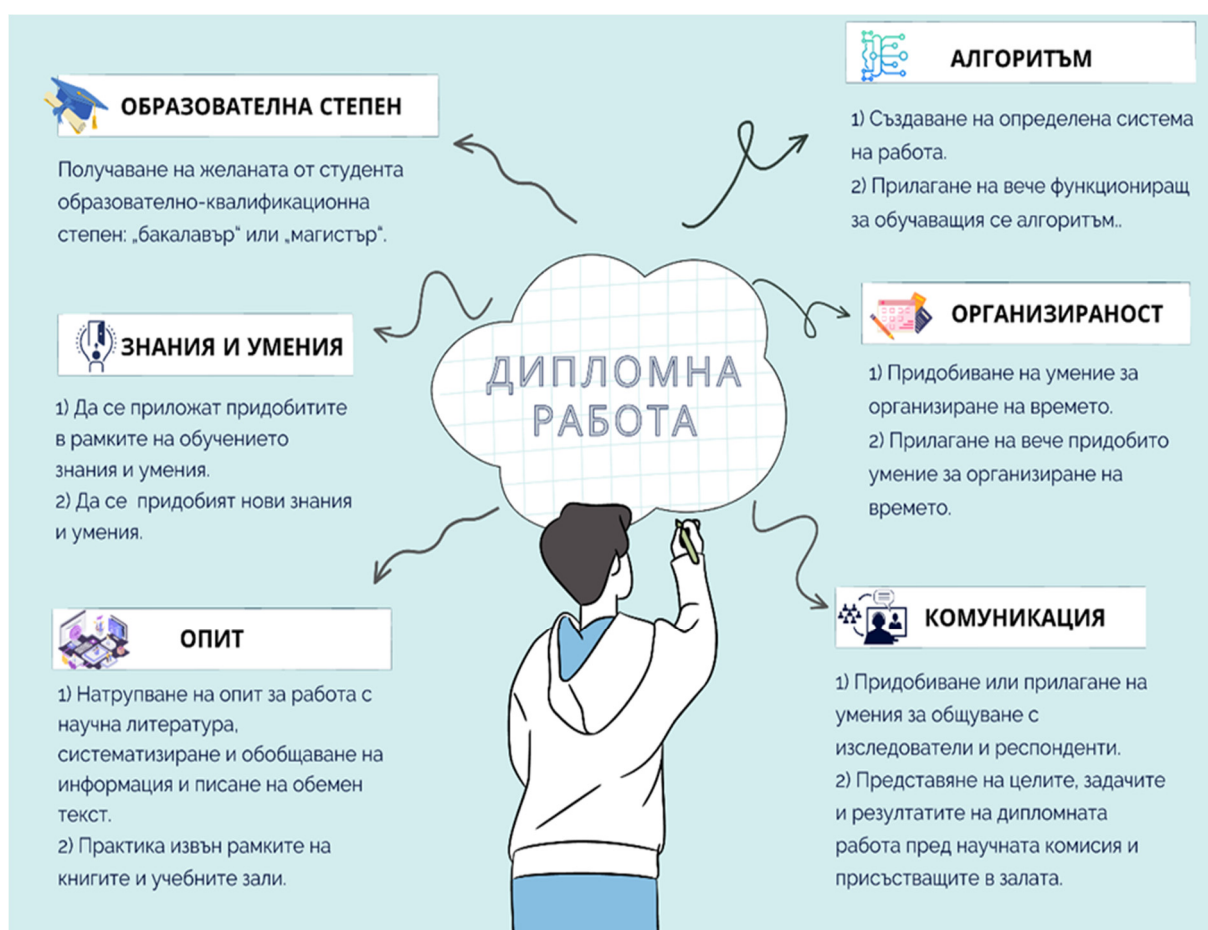 ОБРАЗОВАТЕЛНА СТЕПЕН
Получаване на желаната от студента
образователно-квалификационна
степен: „бакалавър“ или „магистър“.
ЗНАНИЯ И УМЕНИЯ
1) Да се приложат придобитите
в рамките на обучението
знания и умения.
2) Да се придобият нови знания
и умения.
ОПИТ
1) Натрупване на опит за работа с
научна литература,
систематизиране и обобщаване на
информация и писане на обемен
текст.
2) Практика извън рамките на
книгите и учебните зали.
ДИПЛОМНА
РАБОТА
АЛГОРИТЪМ
1) Създаване на определена система
на работа.
2) Прилагане на вече функциониращ
за обучаващия се алгоритъм..
ОРГАНИЗИРАНОСТ
1) Придобиване на умение за
организиране на времето.
2) Прилагане на вече придобито
умение за организиране на
времето.
КОМУНИКАЦИЯ
1) Придобиване или прилагане на
умения за общуване с
изследователи и респонденти.
2) Представяне на целите, задачите
и резултатите на дипломната
работа пред научната комисия и
присъстващите в залата.